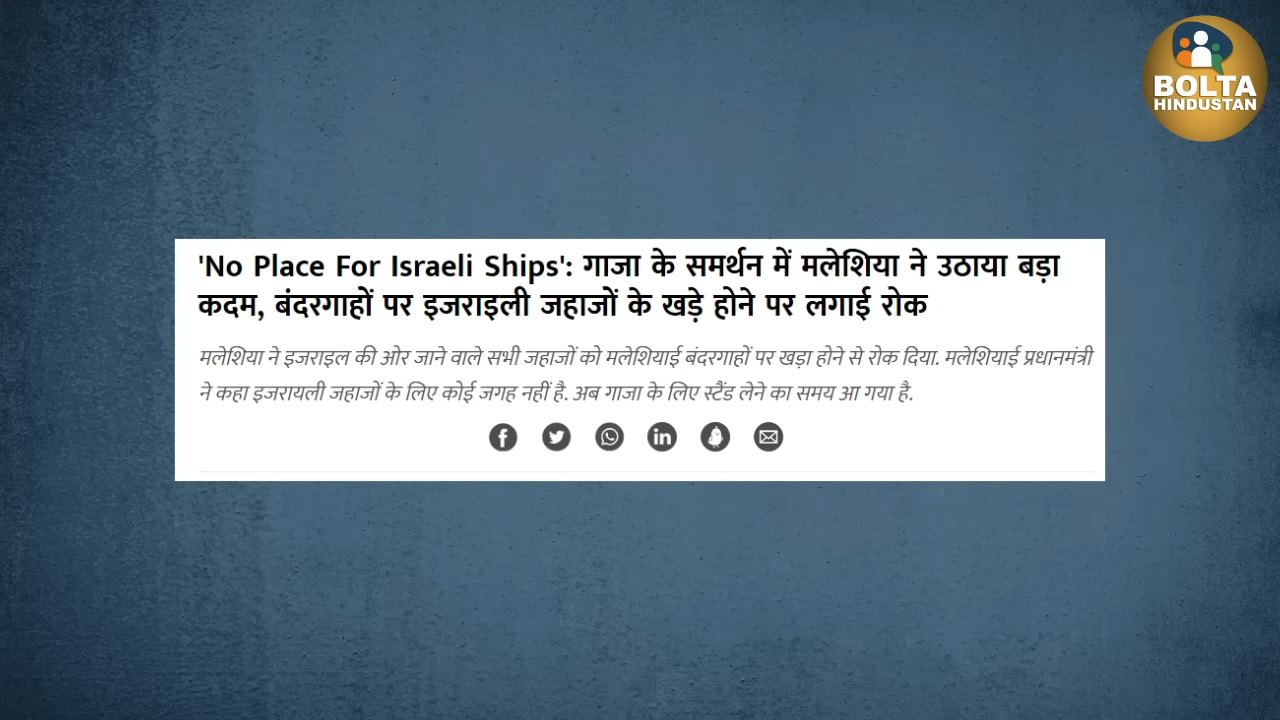 BOLTA
HINDUSTAN
'No Place For Israeli Ships': गाजा के समर्थन में मलेशिया ने उठाया बड़ा
कदम, बंदरगाहों पर इजराइली जहाजों के खड़े होने पर लगाई रोक
मलेशिया ने इजराइल की ओर जाने वाले सभी जहाजों को मलेशियाई बंदरगाहों पर खड़ा होने से रोक दिया. मलेशियाई प्रधानमंत्री
ने कहा इजरायली जहाजों के लिए कोई जगह नहीं है. अब गाजा के लिए स्टैंड लेने का समय आ गया है.